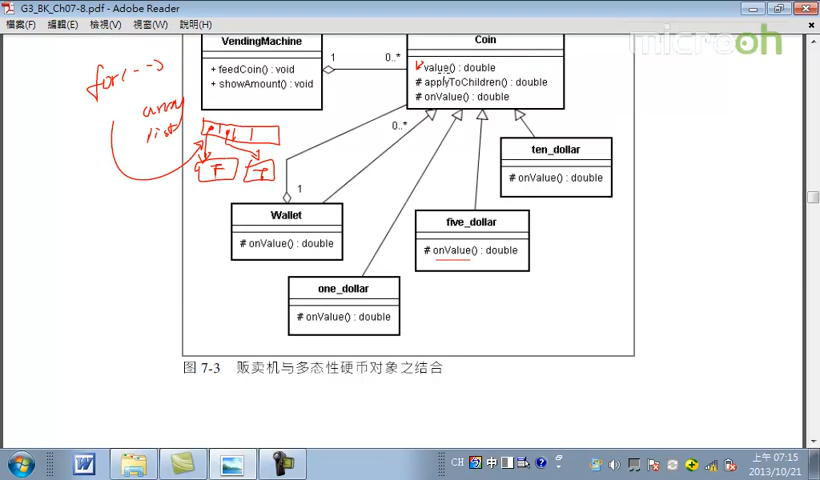 G3_BK_Ch07-8.pdf - Adobe Reader
檔案(F) 編輯(E) 檢視(V) 視窗(W) 說明(H)
microoh
VendingMachine
+ feedCoin() : void
+ showAmount() : void
1
0..*
Coin
value() : double
# applyToChildren() : double
# onValue() : double
for(
array
list
F
T
0..*
1
ten_dollar
# onValue() : double
Wallet
# onValue() : double
five_dollar
# onValue() : double
one_dollar
# onValue() : double
图 7-3 贩卖机与多态性硬币对象之结合
W
CH 中
上午 07:15
2013/10/21